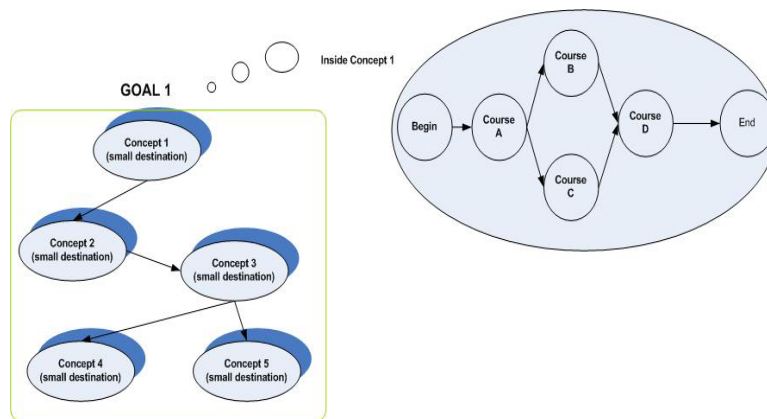 GOAL 1
Inside Concept 1
Concept 1
(small destination)
Concept 2
(small destination)
Concept 3
(small destination)
Concept 4
(small destination)
Concept 5
(small destination)
Begin
Course
A
Course
B
Course
C
Course
D
End